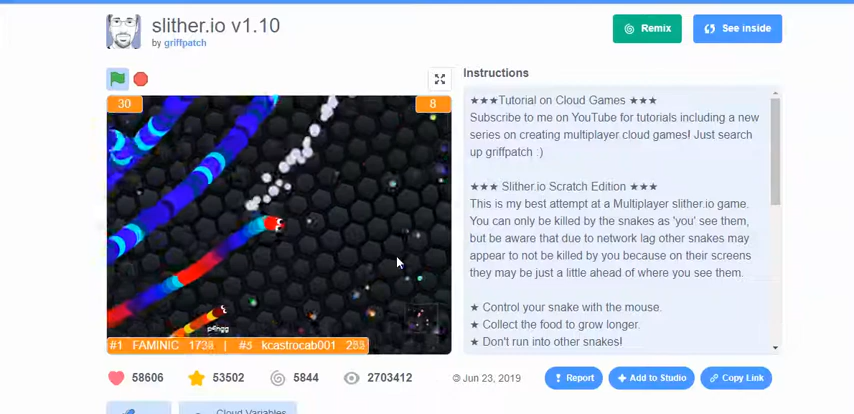 slither.io v1.10
by griffpatch
Remix
See inside
Instructions
30
8
★★★Tutorial on Cloud Games ★★★
Subscribe to me on YouTube for tutorials including a new
series on creating multiplayer cloud games! Just search
up griffpatch :)
★★★ Slither.io Scratch Edition ★★★
This is my best attempt at a Multiplayer slither.io game.
You can only be killed by the snakes as 'you' see them,
but be aware that due to network lag other snakes may
appear to not be killed by you because on their screens
they may be just a little ahead of where you see them.
★ Control your snake with the mouse.
★ Collect the food to grow longer.
★ Don't run into other snakes!
#1 FAMINIC 1738 | #5 kcastrocab001 255
58606
53502
5844
2703412
© Jun 23, 2019
Report
Add to Studio
Copy Link
Cloud Variables